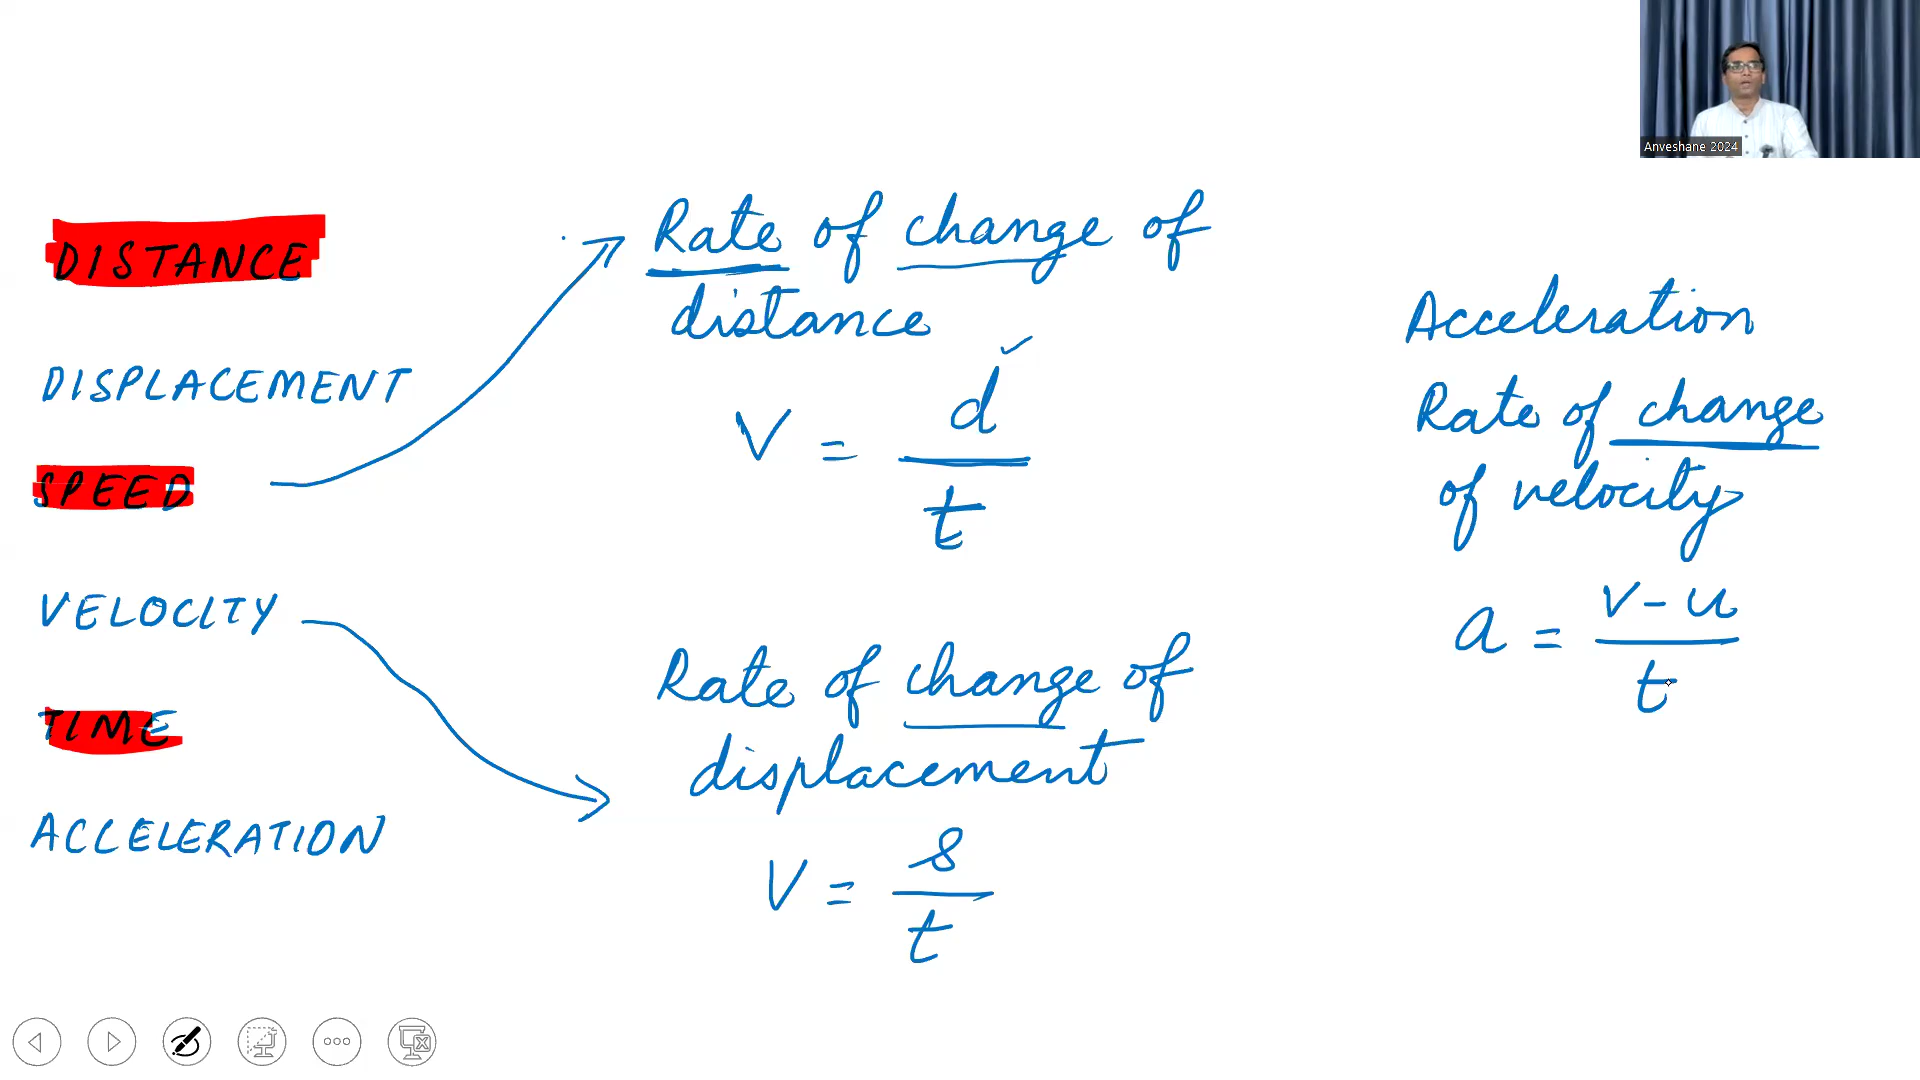 Anveshane 2024
DISTANCE
DISPLACEMENT
SPEED
VELOCITY
TIME
ACCELERATION
Rate of change of
distance
V = d
t
Rate of change of
displacement
V = s
t
Acceleration
Rate of change
of velocity
a = v - u
t